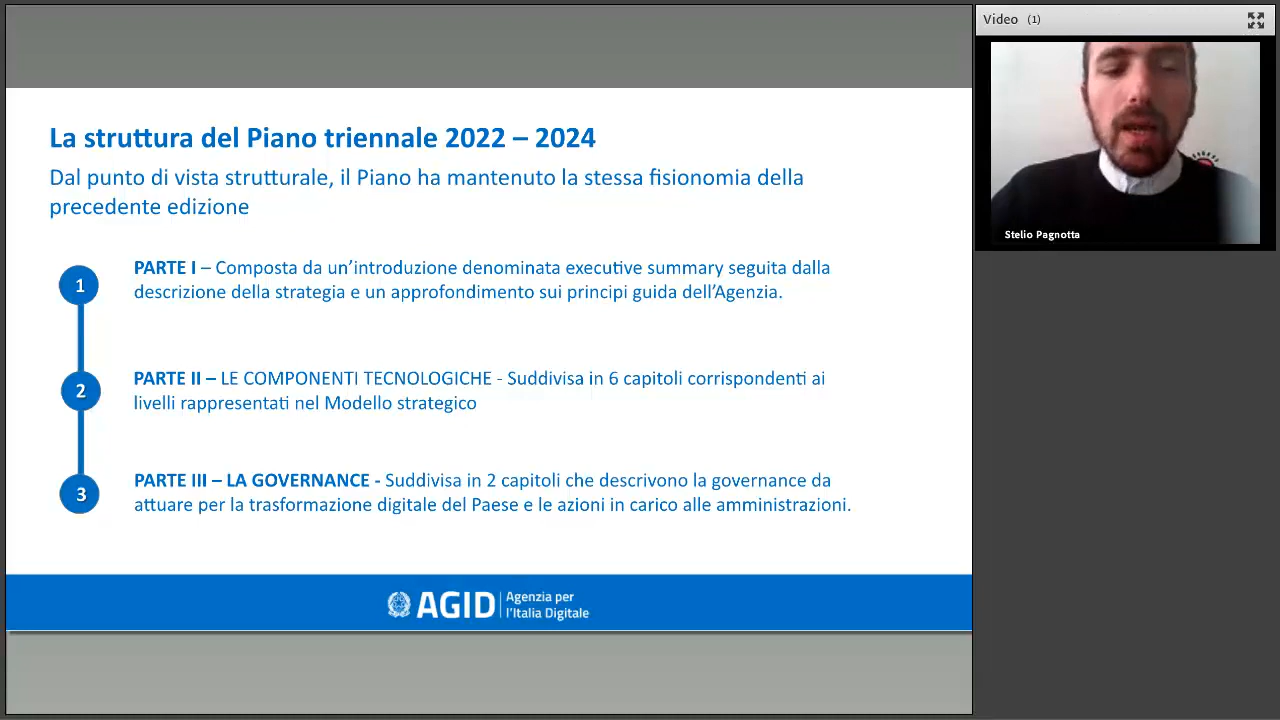 Video (1)
Stelio Pagnotta
La struttura del Piano triennale 2022 – 2024
Dal punto di vista strutturale, il Piano ha mantenuto la stessa fisionomia della
precedente edizione
1
PARTE I – Composta da un’introduzione denominata executive summary seguita dalla
descrizione della strategia e un approfondimento sui principi guida dell’Agenzia.
2
PARTE II – LE COMPONENTI TECNOLOGICHE - Suddivisa in 6 capitoli corrispondenti ai
livelli rappresentati nel Modello strategico
3
PARTE III – LA GOVERNANCE - Suddivisa in 2 capitoli che descrivono la governance da
attuare per la trasformazione digitale del Paese e le azioni in carico alle amministrazioni.
AGID
Agenzia per
l’Italia Digitale